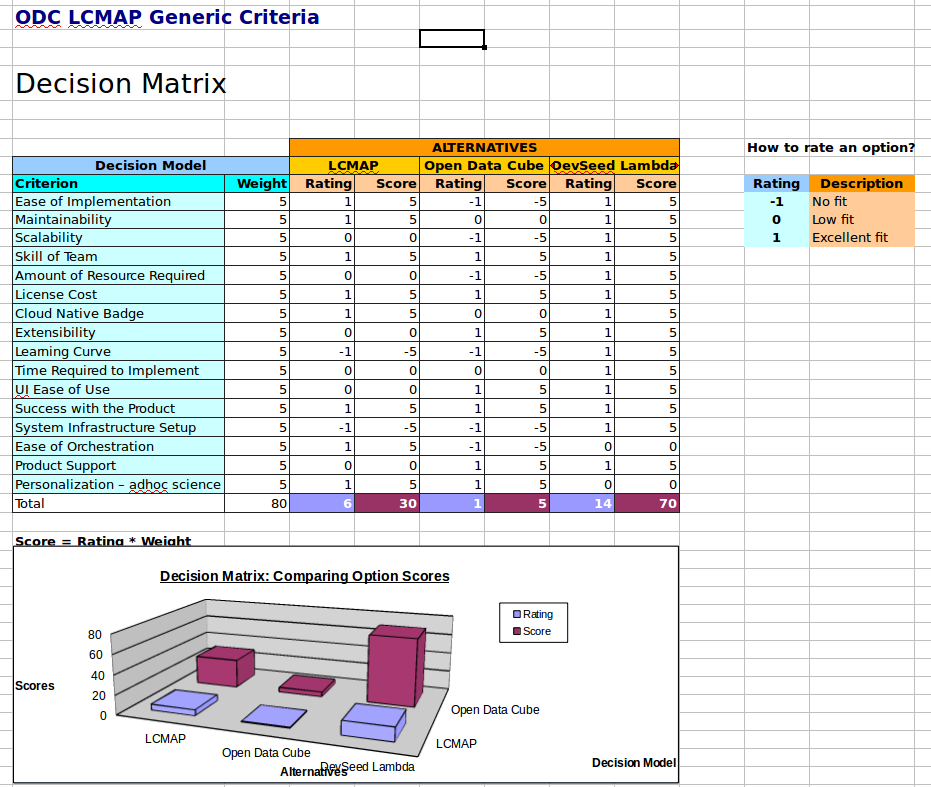 ODC LCMAP Generic Criteria
Decision Matrix
ALTERNATIVES How to rate an option?
Decision Model LCMAP Open Data Cube DevSeed Lambda
Criterion Weight Rating Score Rating Score Rating Score Rating Description
Ease of Implementation 5 1 5 -1 -5 1 5 -1 No fit
Maintainability 5 1 5 0 0 1 5 0 Low fit
Scalability 5 0 0 -1 -5 1 5 1 Excellent fit
Skill of Team 5 1 5 1 5 1 5
Amount of Resource Required 5 0 0 -1 -5 1 5
License Cost 5 1 5 1 5 1 5
Cloud Native Badge 5 1 5 0 0 1 5
Extensibility 5 0 0 1 5 1 5
Learning Curve 5 -1 -5 -1 -5 1 5
Time Required to Implement 5 0 0 0 0 1 5
UI Ease of Use 5 0 0 1 5 1 5
Success with the Product 5 1 5 1 5 1 5
System Infrastructure Setup 5 -1 -5 -1 -5 1 5
Ease of Orchestration 5 1 5 -1 -5 0 0
Product Support 5 0 0 1 5 1 5
Personalization – adhoc science 5 1 5 1 5 0 0
Total 80 6 30 1 5 14 70
Score = Rating * Weight
Decision Matrix: Comparing Option Scores
Rating
Score
80
60
40
20
0
Scores
LCMAP
Open Data Cube
DevSeed Lambda
Alternatives
Open Data Cube
LCMAP
Decision Model